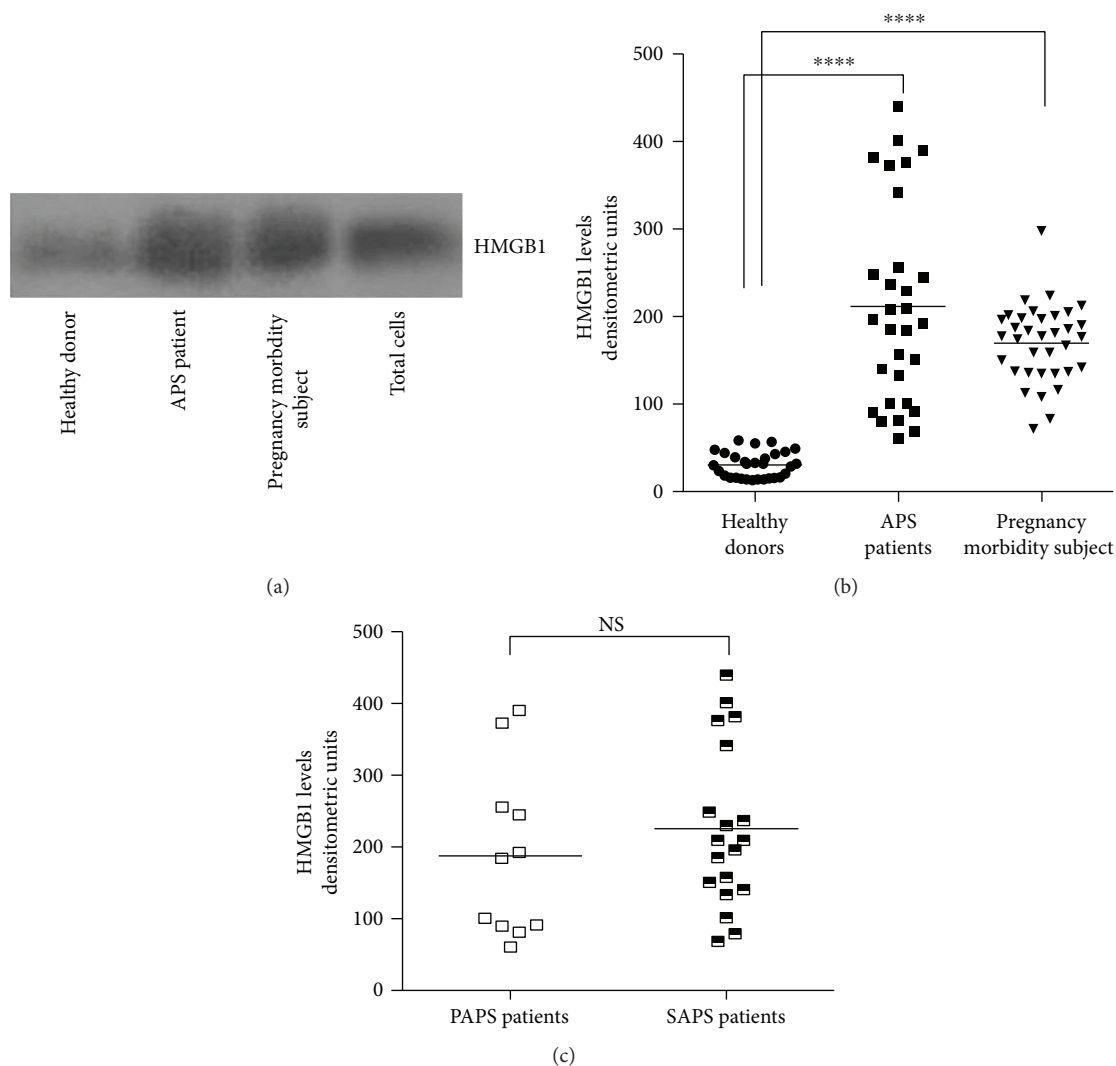 HMGB1
Healthy donor
APS patient
Pregnancy morbdity
subject
Total cells
(a)
****
****
500
400
300
200
100
0
HMGB1 levels
densitometric units
Healthy
donors
APS
patients
Pregnancy
morbidity subject
(b)
NS
500
400
300
200
100
0
HMGB1 levels
densitometric units
PAPS patients
SAPS patients
(c)